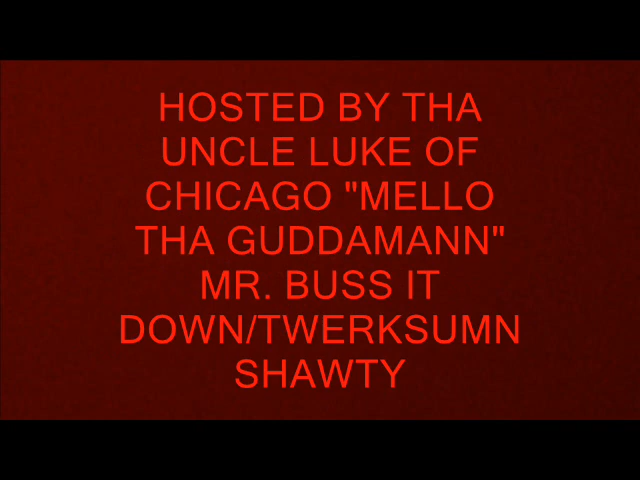 HOSTED BY THA
UNCLE LUKE OF
CHICAGO "MELLO
THA GUDDAMANN"
MR. BUSS IT
DOWN/TWERKSUMN
SHAWTY